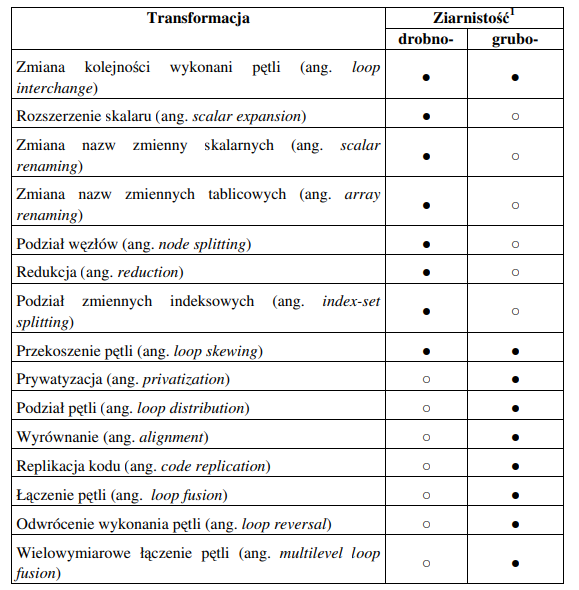 Transformacja Ziarnistość¹
drobno- grubo-
Zmiana kolejności wykonani pętli (ang. loop
interchange) ● ●
Rozszerzenie skalaru (ang. scalar expansion) ● ○
Zmiana nazw zmienny skalarnych (ang. scalar
renaming) ● ○
Zmiana nazw zmiennych tablicowych (ang. array
renaming) ● ○
Podział węzłów (ang. node splitting) ● ○
Redukcja (ang. reduction) ● ○
Podział zmiennych indeksowych (ang. index-set
splitting) ● ○
Przekoszenie pętli (ang. loop skewing) ● ●
Prywatyzacja (ang. privatization) ○ ●
Podział pętli (ang. loop distribution) ○ ●
Wyrównanie (ang. alignment) ○ ●
Replikacja kodu (ang. code replication) ○ ●
Łączenie pętli (ang. loop fusion) ○ ●
Odwrócenie wykonania pętli (ang. loop reversal) ○ ●
Wielowymiarowe łączenie pętli (ang. multilevel loop
fusion) ○ ●